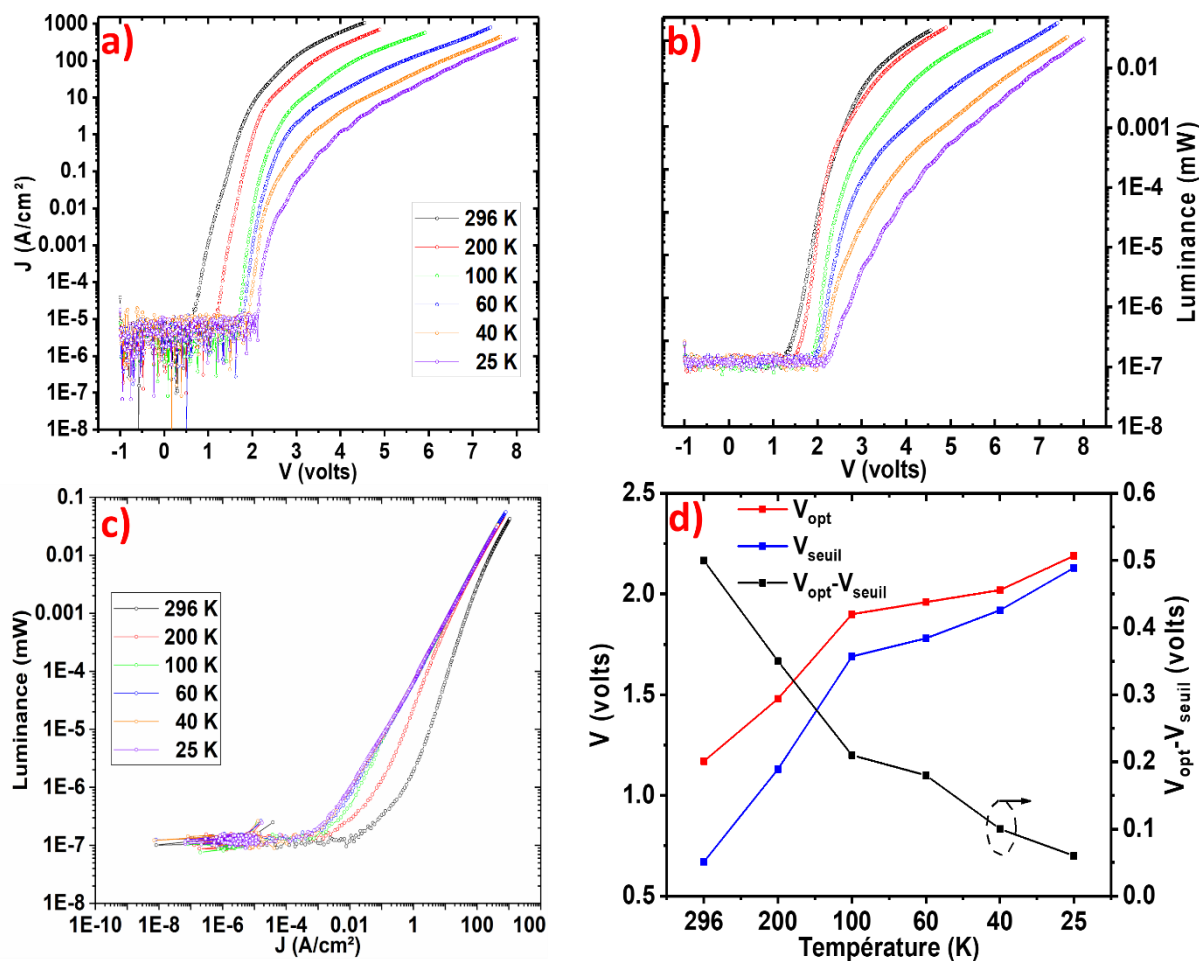 a)
1000
100
10
1
0.1
0.01
0.001
1E-4
1E-5
1E-6
1E-7
1E-8
J (A/cm²)
296 K
200 K
100 K
60 K
40 K
25 K
-1 0 1 2 3 4 5 6 7 8
V (volts)
b)
0.01
0.001
1E-4
1E-5
1E-6
1E-7
1E-8
Luminance (mW)
-1 0 1 2 3 4 5 6 7 8
V (volts)
c)
0.1
0.01
0.001
1E-4
1E-5
1E-6
1E-7
1E-8
Luminance (mW)
296 K
200 K
100 K
60 K
40 K
25 K
1E-10 1E-8 1E-6 1E-4 0.01 1 100
J (A/cm²)
d)
2.5
2.0
1.5
1.0
0.5
V (volts)
V_opt
V_seuil
V_opt-V_seuil
0.6
0.5
0.4
0.3
0.2
0.1
0.0
V_opt-V_seuil (volts)
296 200 100 60 40 25
Température (K)